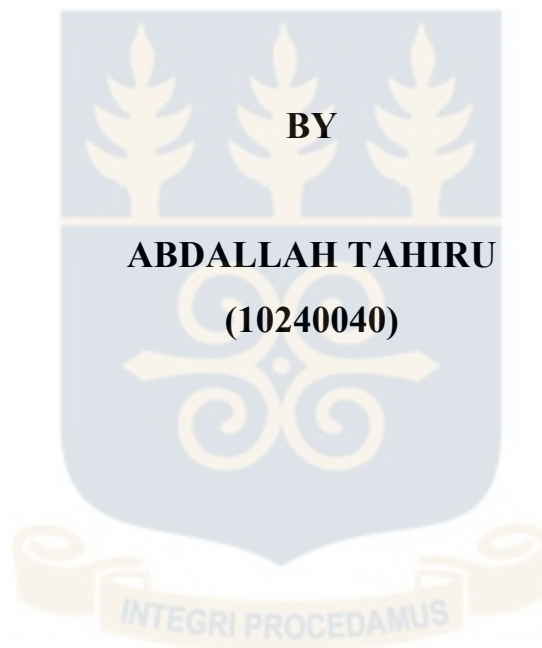 BY
ABDALLAH TAHIRU
(10240040)
INTEGRI PROCEDAMUS